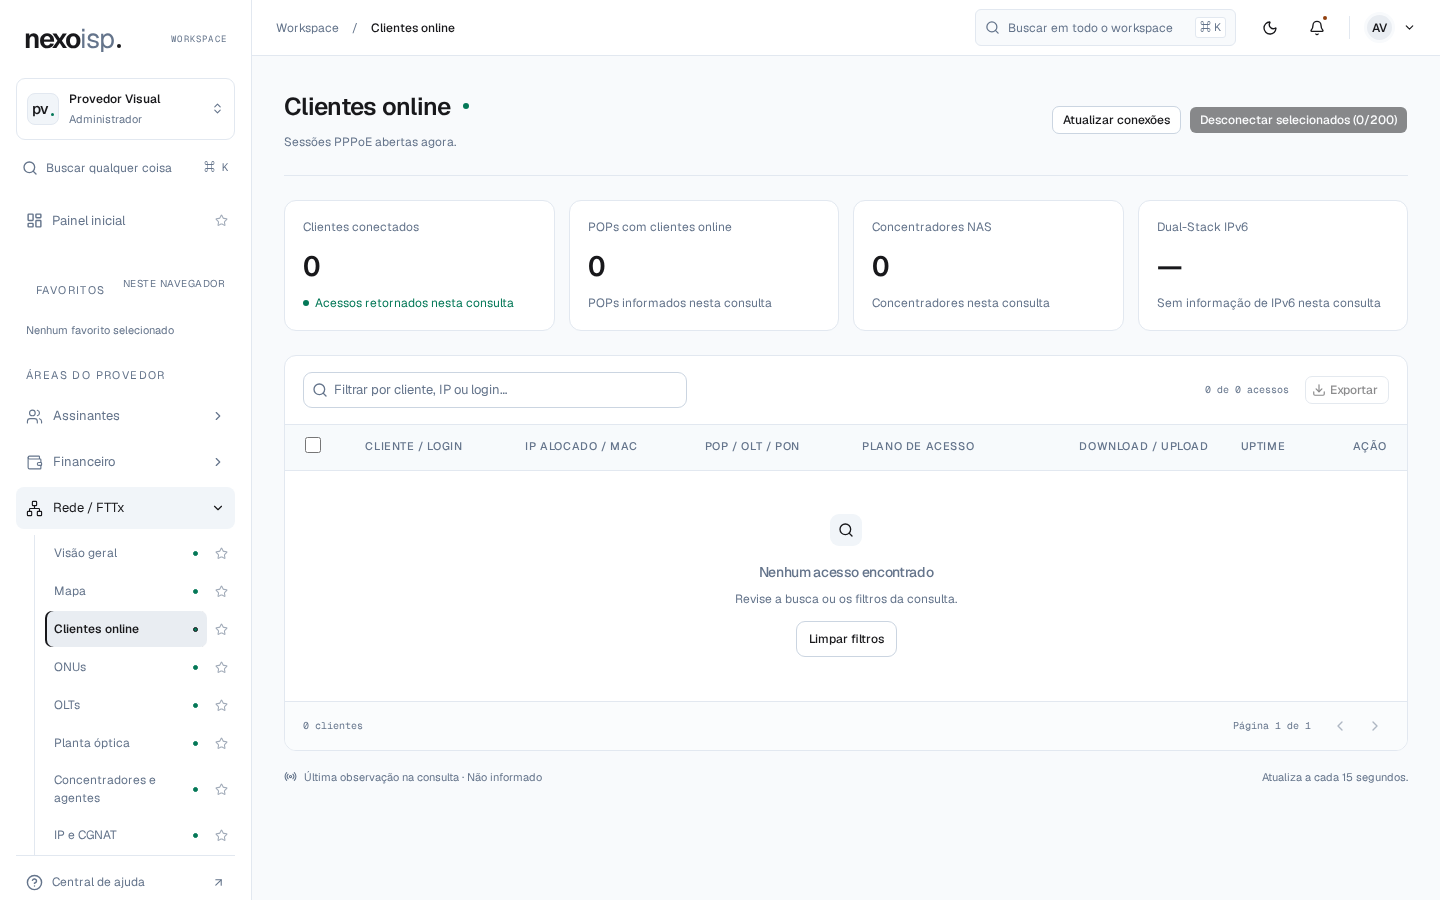 nexoisp.
WORKSPACE
pv.
Provedor Visual
Administrador
Buscar qualquer coisa
⌘ K
Painel inicial
FAVORITOS
NESTE NAVEGADOR
Nenhum favorito selecionado
ÁREAS DO PROVEDOR
Assinantes
Financeiro
Rede / FTTx
Visão geral
Mapa
Clientes online
ONUs
OLTs
Planta óptica
Concentradores e
agentes
IP e CGNAT
Central de ajuda
Workspace / Clientes online
Buscar em todo o workspace
⌘ K
AV
Clientes online
Sessões PPPoE abertas agora.
Atualizar conexões
Desconectar selecionados (0/200)
Clientes conectados
0
Acessos retornados nesta consulta
POPs com clientes online
0
POPs informados nesta consulta
Concentradores NAS
0
Concentradores nesta consulta
Dual-Stack IPv6
—
Sem informação de IPv6 nesta consulta
Filtrar por cliente, IP ou login...
0 de 0 acessos
Exportar
CLIENTE / LOGIN
IP ALOCADO / MAC
POP / OLT / PON
PLANO DE ACESSO
DOWNLOAD / UPLOAD
UPTIME
AÇÃO
Nenhum acesso encontrado
Revise a busca ou os filtros da consulta.
Limpar filtros
0 clientes
Página 1 de 1
Última observação na consulta · Não informado
Atualiza a cada 15 segundos.